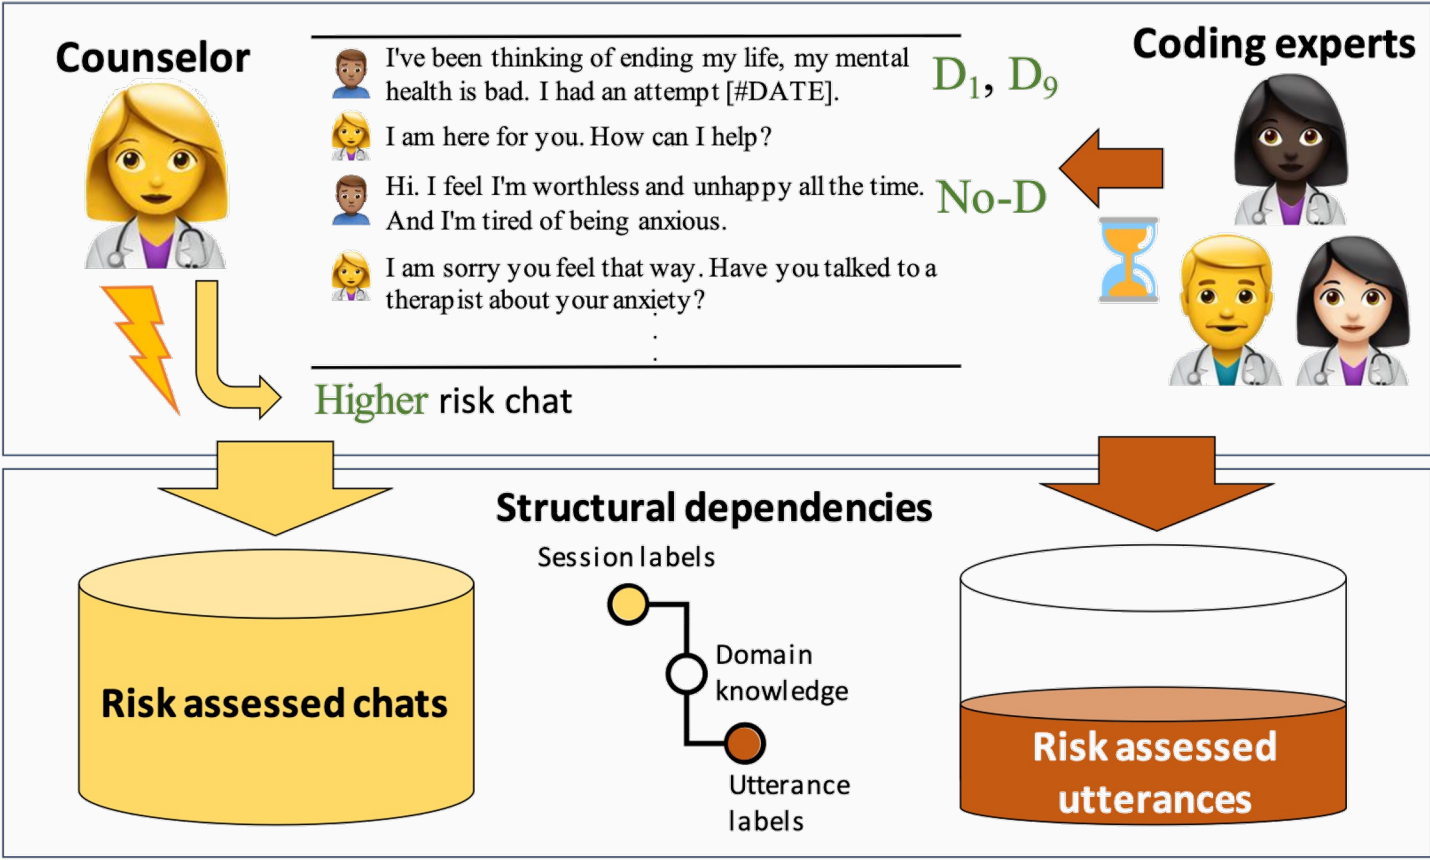 Counselor
Coding experts
I've been thinking of ending my life, my mental
health is bad. I had an attempt [#DATE].
D1, D9
I am here for you. How can I help?
Hi. I feel I'm worthless and unhappy all the time.
And I'm tired of being anxious.
No-D
I am sorry you feel that way. Have you talked to a
therapist about your anxiety?
.
.
.
Higher risk chat
Structural dependencies
Session labels
Domain
knowledge
Utterance
labels
Risk assessed chats
Risk assessed
utterances